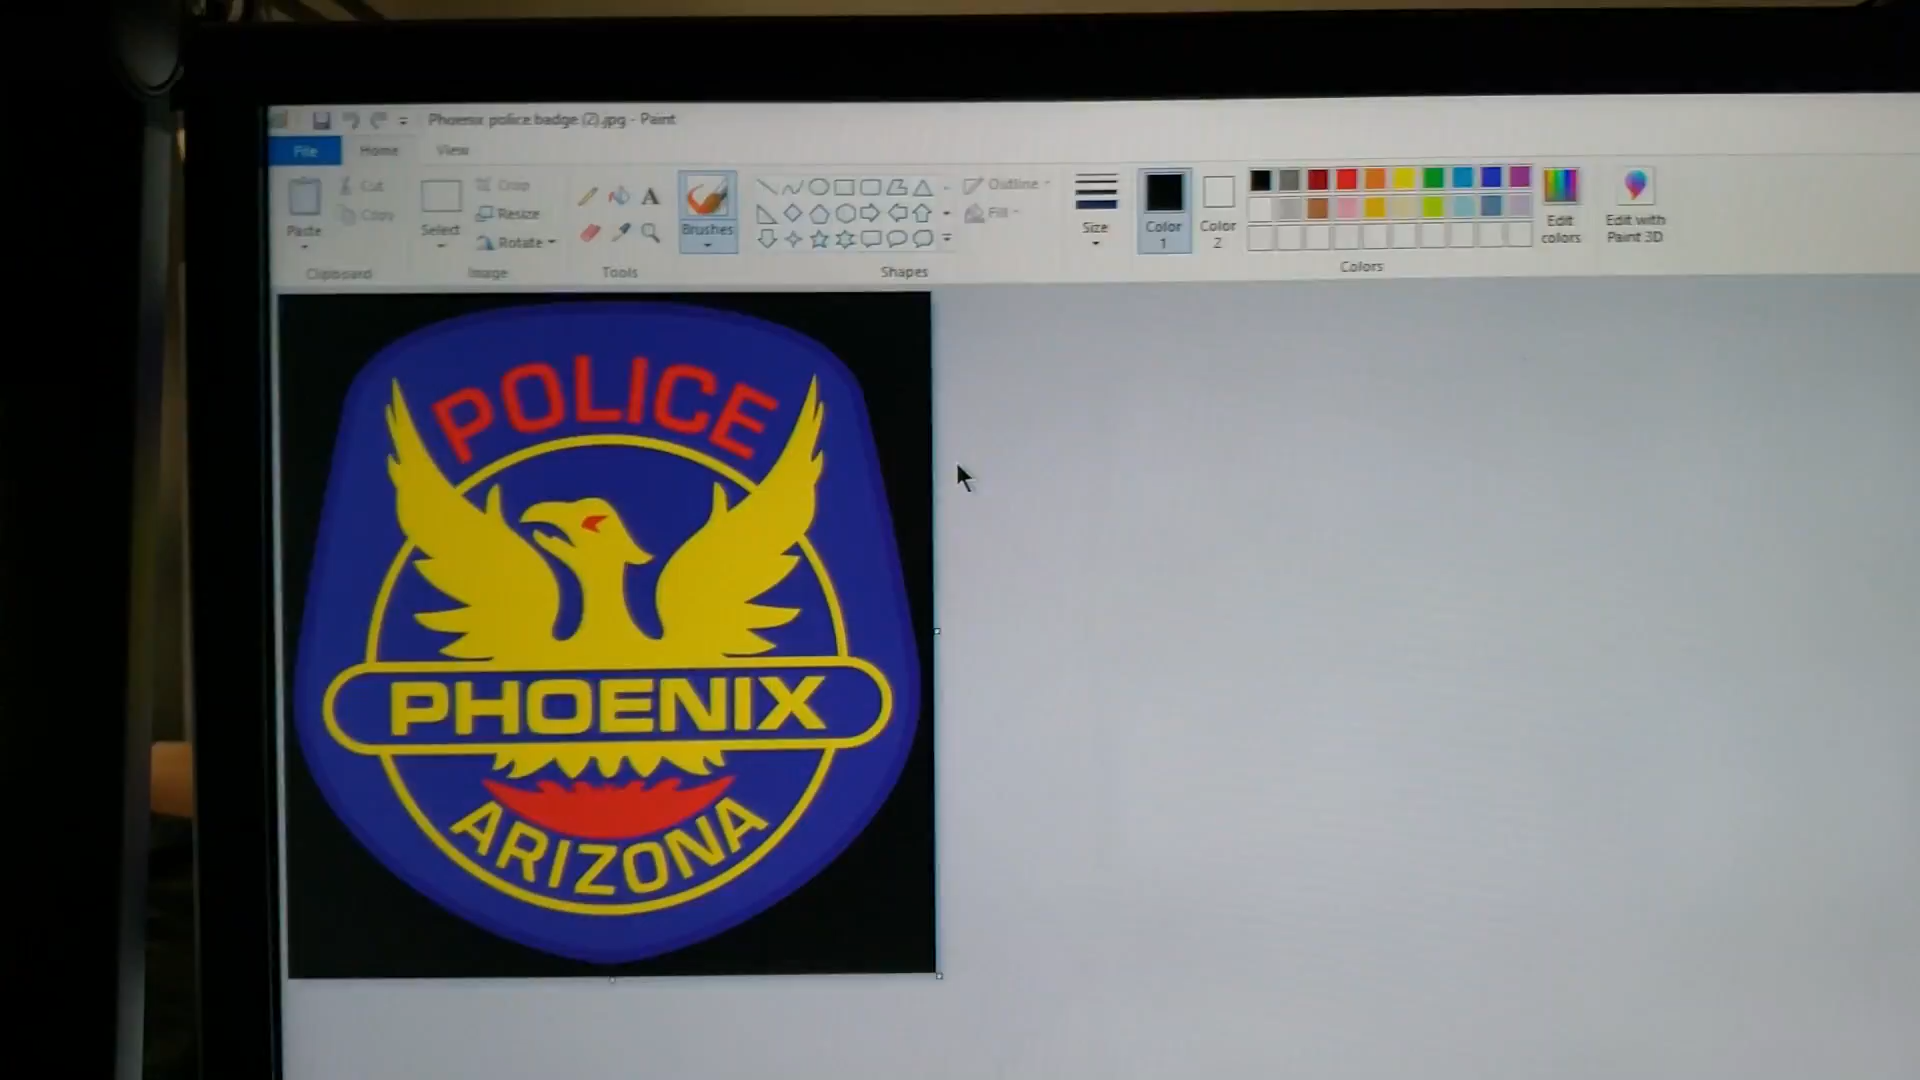 Phoenix police badge (2).jpg - Paint
File Home View
Paste
Cut
Copy
Clipboard
Select
Crop
Resize
Rotate
Image
A
Tools
Brushes
Shapes
Outline
Fill
Size
Color
1
Color
2
Colors
Edit
colors
Edit with
Paint 3D
POLICE
PHOENIX
ARIZONA